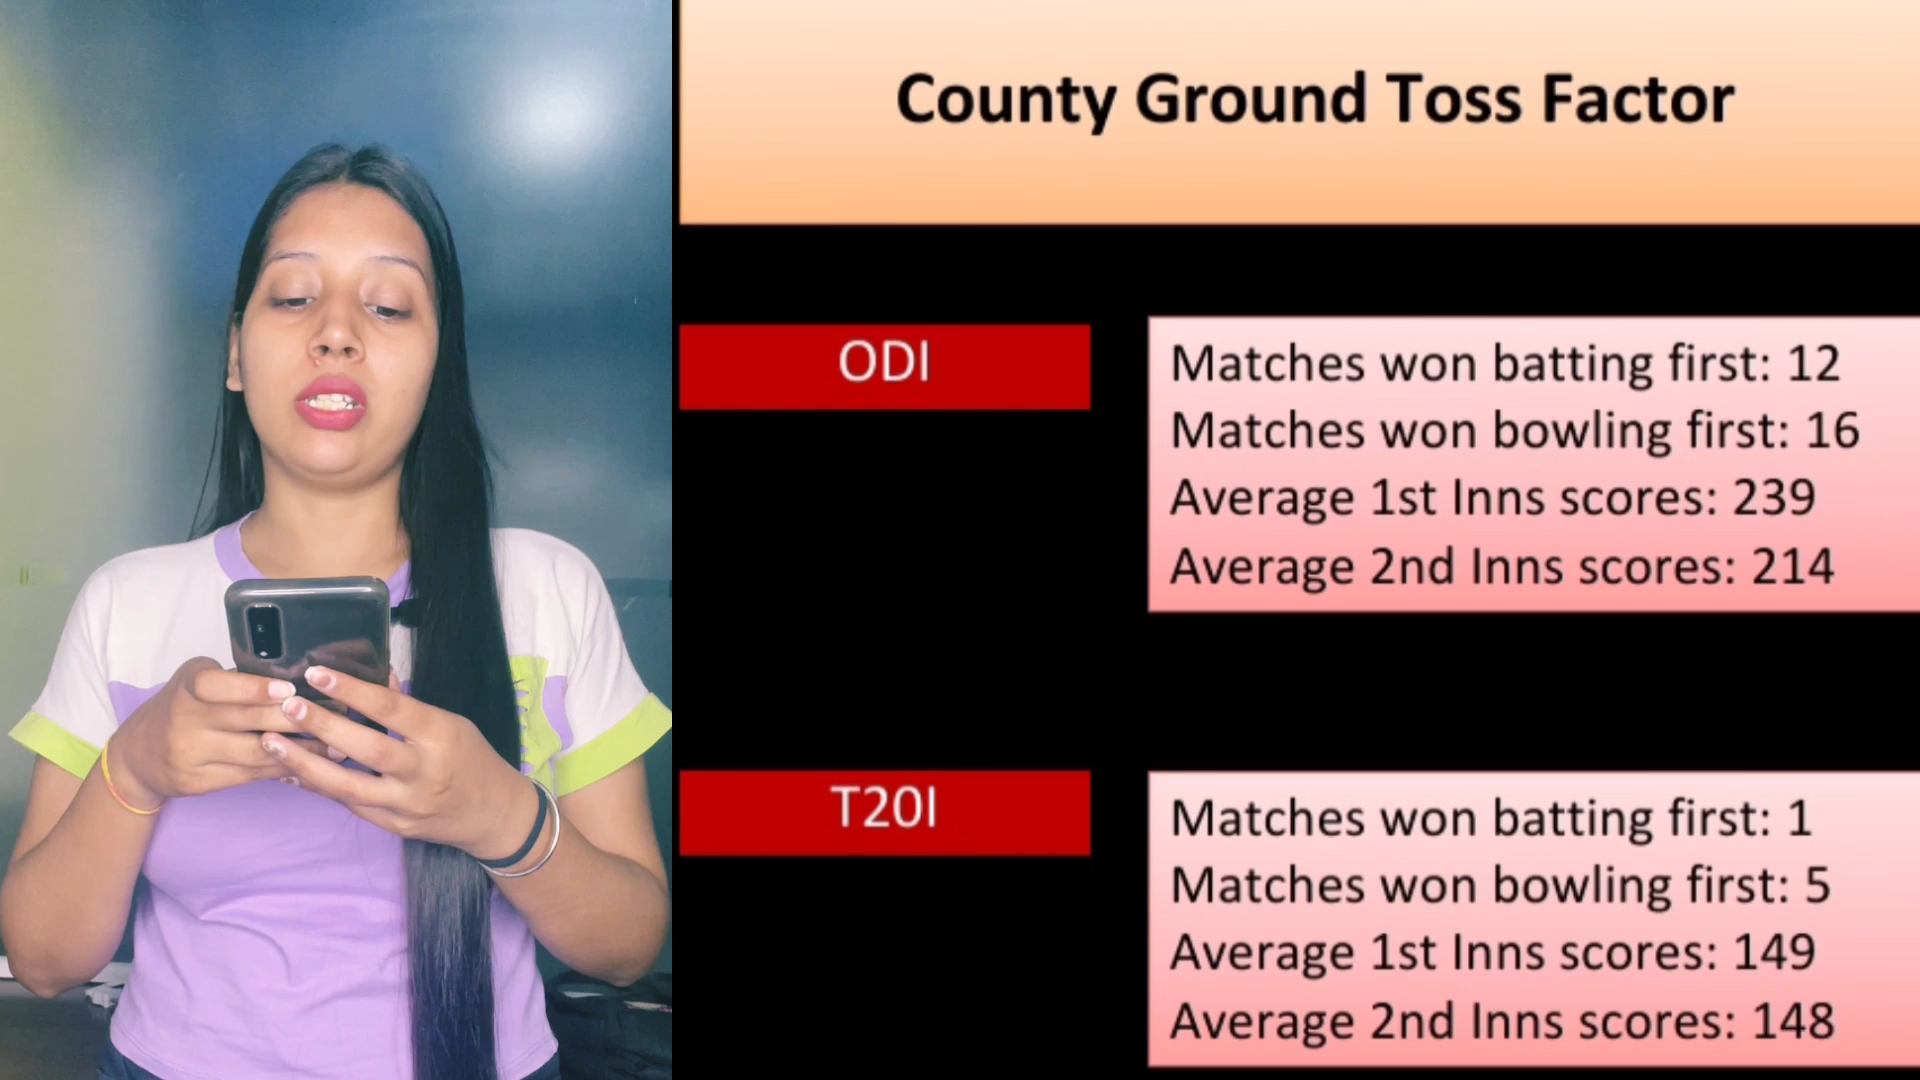 County Ground Toss Factor
ODI
Matches won batting first: 12
Matches won bowling first: 16
Average 1st Inns scores: 239
Average 2nd Inns scores: 214
T20I
Matches won batting first: 1
Matches won bowling first: 5
Average 1st Inns scores: 149
Average 2nd Inns scores: 148